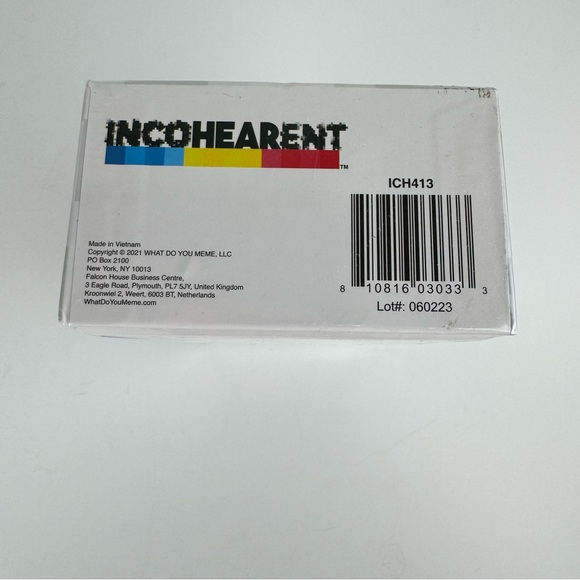 INCOHEARENT™
ICH413
Made in Vietnam
Copyright © 2021 WHAT DO YOU MEME, LLC
PO Box 2100
New York, NY 10013
Falcon House Business Centre,
3 Eagle Road, Plymouth, PL7 5JY, United Kingdom
Kroonwiel 2, Weert, 6003 BT, Netherlands
WhatDoYouMeme.com
8 10816 03033 3
Lot#: 060223